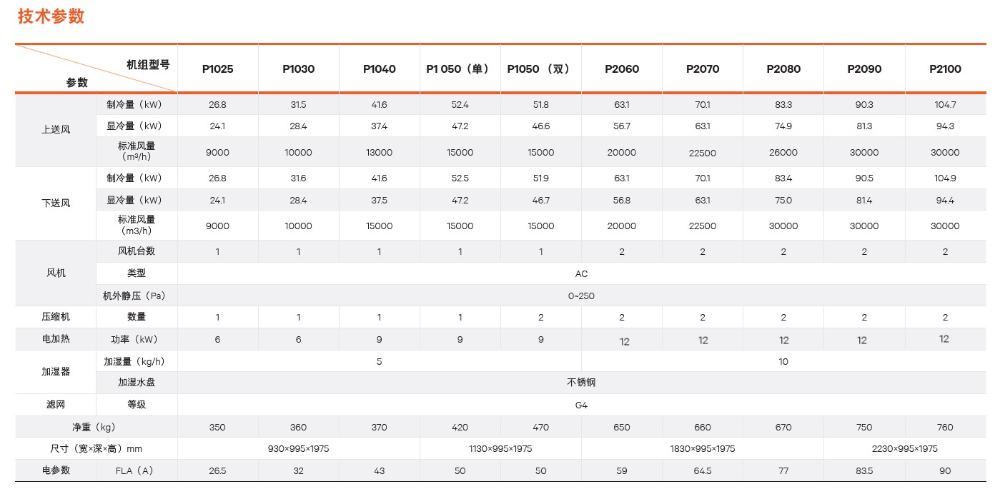 技术参数
机组型号
参数
P1025 P1030 P1040 P1 050（单） P1050 （双） P2060 P2070 P2080 P2090 P2100
上送风
制冷量（kW） 26.8 31.5 41.6 52.4 51.8 63.1 70.1 83.3 90.3 104.7
显冷量（kW） 24.1 28.4 37.4 47.2 46.6 56.7 63.1 74.9 81.3 94.3
标准风量
（m³/h） 9000 10000 13000 15000 15000 20000 22500 26000 30000 30000
下送风
制冷量（kW） 26.8 31.6 41.6 52.5 51.9 63.1 70.1 83.4 90.5 104.9
显冷量（kW） 24.1 28.4 37.5 47.2 46.7 56.8 63.1 75.0 81.4 94.4
标准风量
（m3/h） 9000 10000 15000 15000 15000 20000 22500 30000 30000 30000
风机
风机台数 1 1 1 1 1 2 2 2 2 2
类型 AC
机外静压（Pa） 0~250
压缩机 数量 1 1 1 1 2 2 2 2 2 2
电加热 功率（kW） 6 6 9 9 9 12 12 12 12 12
加湿器
加湿量（kg/h） 5 10
加湿水盘 不锈钢
滤网 等级 G4
净重（kg） 350 360 370 420 470 650 660 670 750 760
尺寸（宽×深×高）mm 930×995×1975 1130×995×1975 1830×995×1975 2230×995×1975
电参数 FLA（A） 26.5 32 43 50 50 59 64.5 77 83.5 90